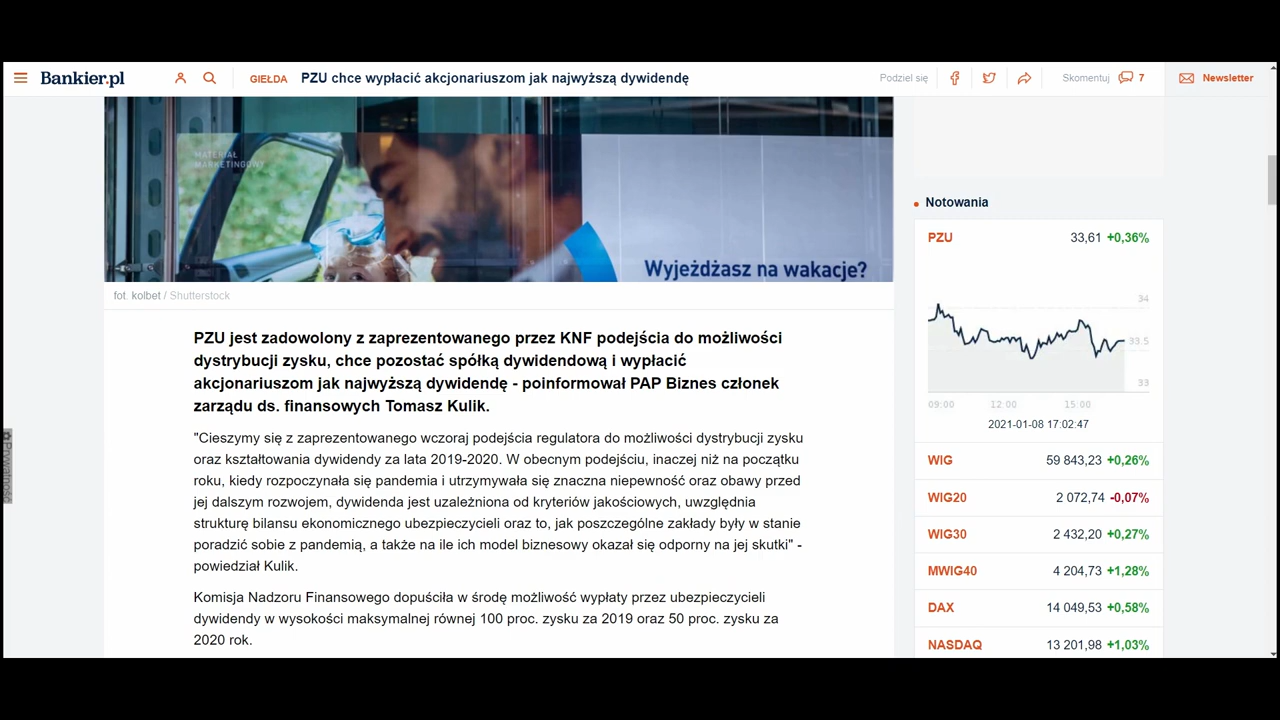 Bankier.pl
GIEŁDA PZU chce wypłacić akcjonariuszom jak najwyższą dywidendę
Podziel się
Skomentuj 7
Newsletter
MATERIAŁ
MARKETINGOWY
Wyjeżdżasz na wakacje?
fot. kolbet / Shutterstock
PZU jest zadowolony z zaprezentowanego przez KNF podejścia do możliwości
dystrybucji zysku, chce pozostać spółką dywidendową i wypłacić
akcjonariuszom jak najwyższą dywidendę - poinformował PAP Biznes członek
zarządu ds. finansowych Tomasz Kulik.
"Cieszymy się z zaprezentowanego wczoraj podejścia regulatora do możliwości dystrybucji zysku
oraz kształtowania dywidendy za lata 2019-2020. W obecnym podejściu, inaczej niż na początku
roku, kiedy rozpoczynała się pandemia i utrzymywała się znaczna niepewność oraz obawy przed
jej dalszym rozwojem, dywidenda jest uzależniona od kryteriów jakościowych, uwzględnia
strukturę bilansu ekonomicznego ubezpieczycieli oraz to, jak poszczególne zakłady były w stanie
poradzić sobie z pandemią, a także na ile ich model biznesowy okazał się odporny na jej skutki" -
powiedział Kulik.
Komisja Nadzoru Finansowego dopuściła w środę możliwość wypłaty przez ubezpieczycieli
dywidendy w wysokości maksymalnej równej 100 proc. zysku za 2019 oraz 50 proc. zysku za
2020 rok.
Notowania
PZU 33,61 +0,36%
34
33.5
33
09:00 12:00 15:00
2021-01-08 17:02:47
WIG 59 843,23 +0,26%
WIG20 2 072,74 -0,07%
WIG30 2 432,20 +0,27%
MWIG40 4 204,73 +1,28%
DAX 14 049,53 +0,58%
NASDAQ 13 201,98 +1,03%
Prywatność